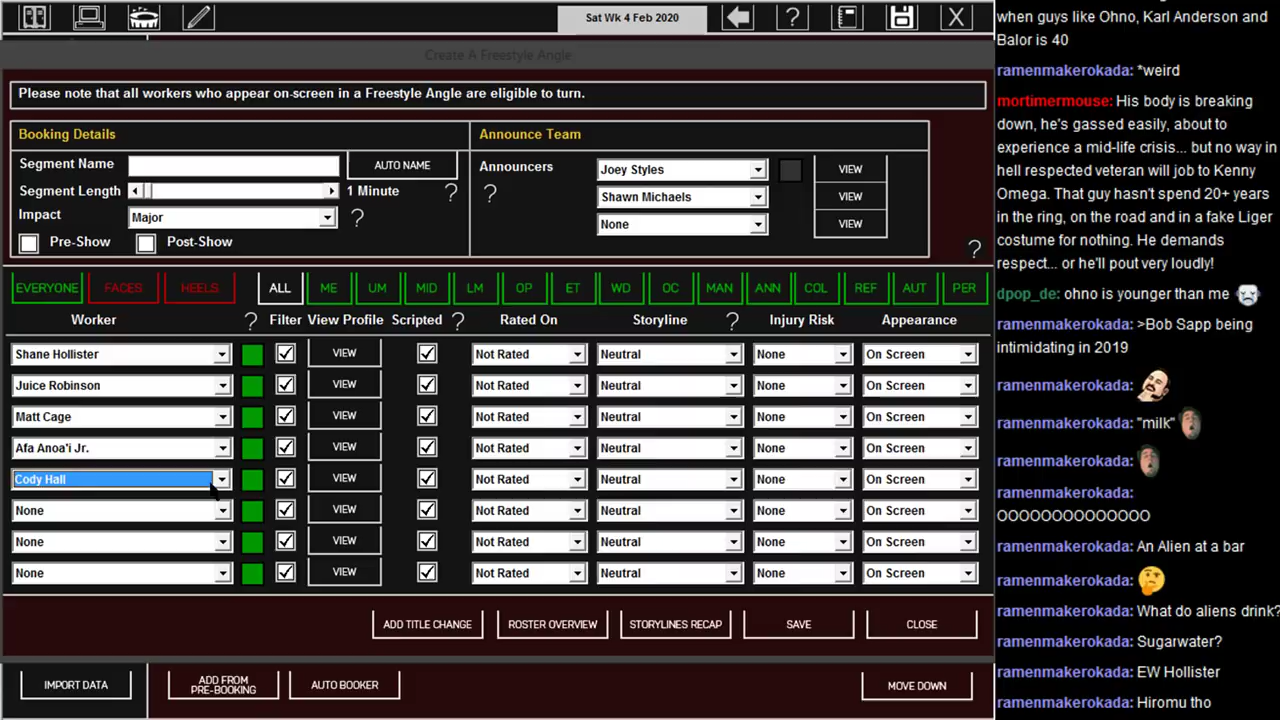 Sat Wk 4 Feb 2020
?
X
Create A Freestyle Angle
Please note that all workers who appear on-screen in a Freestyle Angle are eligible to turn.
Booking Details
Segment Name
AUTO NAME
Segment Length
1 Minute
?
Impact
Major
?
Pre-Show
Post-Show
Announce Team
Announcers
?
Joey Styles
VIEW
Shawn Michaels
VIEW
None
VIEW
?
EVERYONE FACES HEELS ALL ME UM MID LM OP ET WD OC MAN ANN COL REF AUT PER
Worker ? Filter View Profile Scripted ? Rated On Storyline ? Injury Risk Appearance
Shane Hollister VIEW Not Rated Neutral None On Screen
Juice Robinson VIEW Not Rated Neutral None On Screen
Matt Cage VIEW Not Rated Neutral None On Screen
Afa Anoa'i Jr. VIEW Not Rated Neutral None On Screen
Cody Hall VIEW Not Rated Neutral None On Screen
None VIEW Not Rated Neutral None On Screen
None VIEW Not Rated Neutral None On Screen
None VIEW Not Rated Neutral None On Screen
ADD TITLE CHANGE ROSTER OVERVIEW STORYLINES RECAP SAVE CLOSE
IMPORT DATA
ADD FROM
PRE-BOOKING
AUTO BOOKER
MOVE DOWN
when guys like Ohno, Karl Anderson and
Balor is 40
ramenmakerokada: *weird
mortimermouse: His body is breaking
down, he's gassed easily, about to
experience a mid-life crisis... but no way in
hell respected veteran will job to Kenny
Omega. That guy hasn't spend 20+ years
in the ring, on the road and in a fake Liger
costume for nothing. He demands
respect... or he'll pout very loudly!
dpop_de: ohno is younger than me
ramenmakerokada: >Bob Sapp being
intimidating in 2019
ramenmakerokada:
ramenmakerokada: "milk"
ramenmakerokada:
ramenmakerokada:
OOOOOOOOOOOOOO
ramenmakerokada: An Alien at a bar
ramenmakerokada:
ramenmakerokada: What do aliens drink?
ramenmakerokada: Sugarwater?
ramenmakerokada: EW Hollister
ramenmakerokada: Hiromu tho